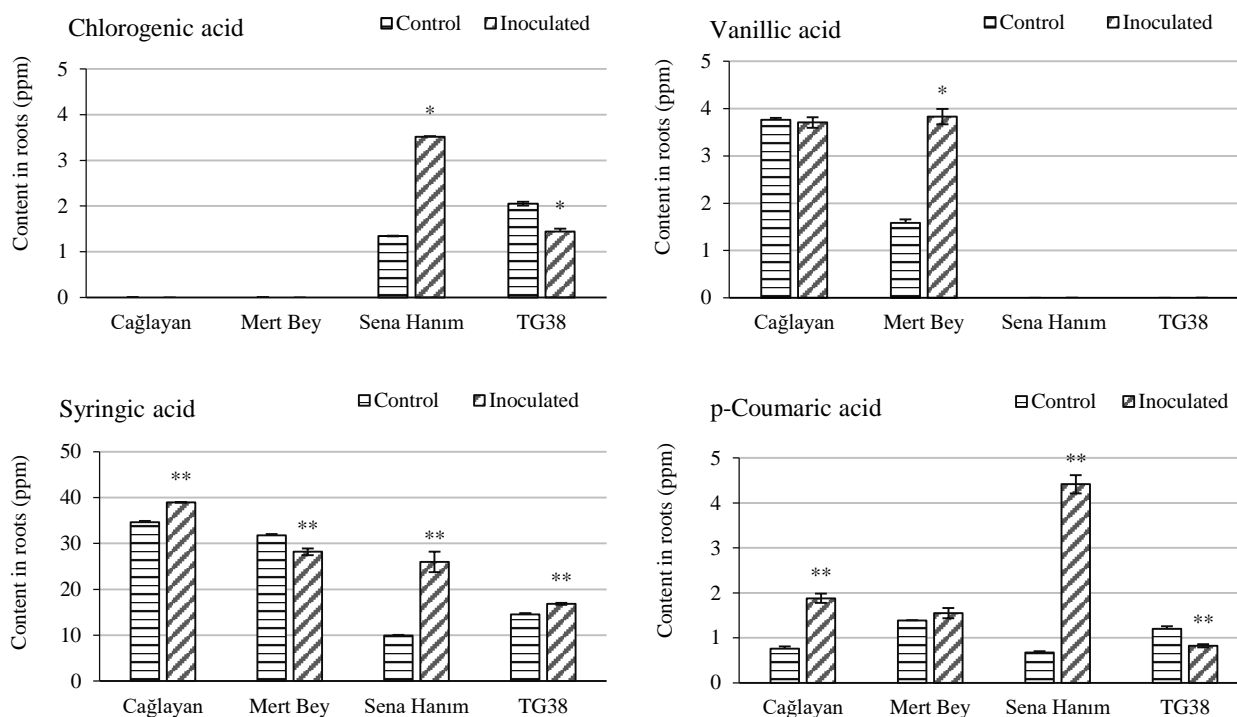 Chlorogenic acid
Control Inoculated
Content in roots (ppm)
5
4
3
2
1
0
*
*
Cağlayan Mert Bey Sena Hanım TG38
Vanillic acid
Control Inoculated
Content in roots (ppm)
5
4
3
2
1
0
*
Cağlayan Mert Bey Sena Hanım TG38
Syringic acid
Control Inoculated
Content in roots (ppm)
50
40
30
20
10
0
**
**
**
**
Cağlayan Mert Bey Sena Hanım TG38
p-Coumaric acid
Control Inoculated
Content in roots (ppm)
5
4
3
2
1
0
**
**
**
Cağlayan Mert Bey Sena Hanım TG38